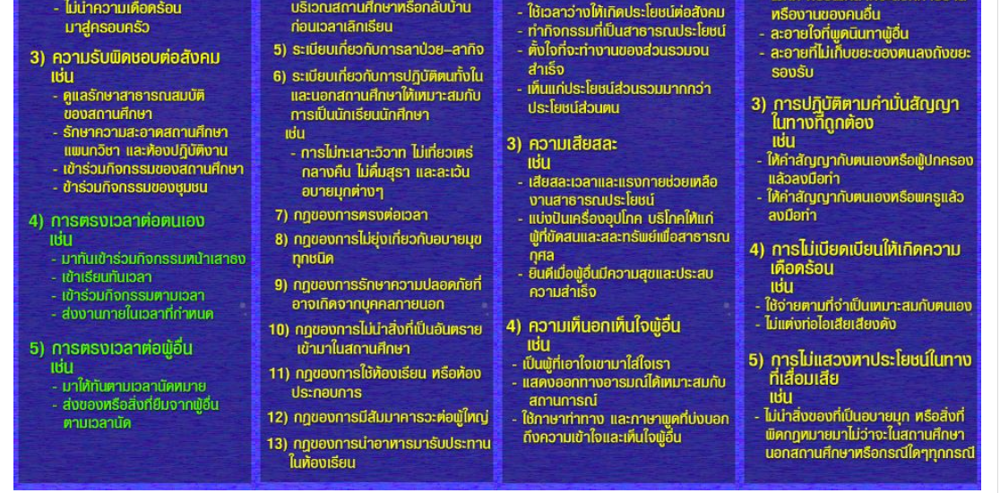 - ไม่นำความเดือดร้อน
มาสู่ครอบครัว
3) ความรับผิดชอบต่อสังคม
เช่น
- ดูแลรักษาสาธารณสมบัติ
ของสถานศึกษา
- รักษาความสะอาดสถานศึกษา
แผนกวิชา และห้องปฏิบัติงาน
- เข้าร่วมกิจกรรมของสถานศึกษา
- ข้าร่วมกิจกรรมของชุมชน
4) การตรงเวลาต่อตนเอง
เช่น
- มาทันเข้าร่วมกิจกรรมหน้าเสาธง
- เข้าเรียนทันเวลา
- เข้าร่วมกิจกรรมตามเวลา
- ส่งงานภายในเวลาที่กำหนด
5) การตรงเวลาต่อผู้อื่น
เช่น
- มาให้ทันตามเวลานัดหมาย
- ส่งของหรือสิ่งที่ยืมจากผู้อื่น
ตามเวลานัด
บริเวณสถานศึกษาหรือกลับบ้าน
ก่อนเวลาเลิกเรียน
5) ระเบียบเกี่ยวกับการลาป่วย–ลากิจ
6) ระเบียบเกี่ยวกับการปฏิบัติตนทั้งใน
และนอกสถานศึกษาให้เหมาะสมกับ
การเป็นนักเรียนนักศึกษา
เช่น
- การไม่ทะเลาะวิวาท ไม่เที่ยวเตร่
กลางคืน ไม่ดื่มสุรา และละเว้น
อบายมุกต่างๆ
7) กฎของการตรงต่อเวลา
8) กฎของการไม่ยุ่งเกี่ยวกับอบายมุข
ทุกชนิด
9) กฎของการรักษาความปลอดภัยที่
อาจเกิดจากบุคคลภายนอก
10) กฎของการไม่นำสิ่งที่เป็นอันตราย
เข้ามาในสถานศึกษา
11) กฎของการใช้ห้องเรียน หรือห้อง
ประกอบการ
12) กฎของการมีสัมมาคารวะต่อผู้ใหญ่
13) กฎของการนำอาหารมารับประทาน
ในห้องเรียน
- ใช้เวลาว่างให้เกิดประโยชน์ต่อสังคม
- ทำกิจกรรมที่เป็นสาธารณประโยชน์
- ตั้งใจที่จะทำงานของส่วนรวมจน
สำเร็จ
- เห็นแก่ประโยชน์ส่วนรวมมากกว่า
ประโยชน์ส่วนตน
3) ความเสียสละ
เช่น
- เสียสละเวลาและแรงกายช่วยเหลือ
งานสาธารณประโยชน์
- แบ่งปันเครื่องอุปโภค บริโภคให้แก่
ผู้ที่ขัดสนและสละทรัพย์เพื่อสาธารณ
กุศล
- ยินดีเมื่อผู้อื่นมีความสุขและประสบ
ความสำเร็จ
4) ความเห็นอกเห็นใจผู้อื่น
เช่น
- เป็นผู้ที่เอาใจเขามาใส่ใจเรา
- แสดงออกทางอารมณ์ได้เหมาะสมกับ
สถานการณ์
- ใช้ภาษาท่าทาง และภาษาพูดที่บ่งบอก
ถึงความเข้าใจและเห็นใจผู้อื่น
หรืองานของคนอื่น
- ละอายใจที่พูดนินทาผู้อื่น
- ละอายที่ไม่เก็บขยะของตนลงถังขยะ
รองรับ
3) การปฏิบัติตามคำมั่นสัญญา
ในทางที่ถูกต้อง
เช่น
- ให้คำสัญญากับตนเองหรือผู้ปกครอง
แล้วลงมือทำ
- ให้คำสัญญากับตนเองหรือพครูแล้ว
ลงมือทำ
4) การไม่เบียดเบียนให้เกิดความ
เดือดร้อน
เช่น
- ใช้จ่ายตามที่จำเป็นเหมาะสมกับตนเอง
- ไม่แต่งท่อไอเสียเสียงดัง
5) การไม่แสวงหาประโยชน์ในทาง
ที่เสื่อมเสีย
เช่น
- ไม่นำสิ่งของที่เป็นอบายมุก หรือสิ่งที่
ผิดกฎหมายมาไม่ว่าจะในสถานศึกษา
นอกสถานศึกษาหรือกรณีใดๆทุกกรณี